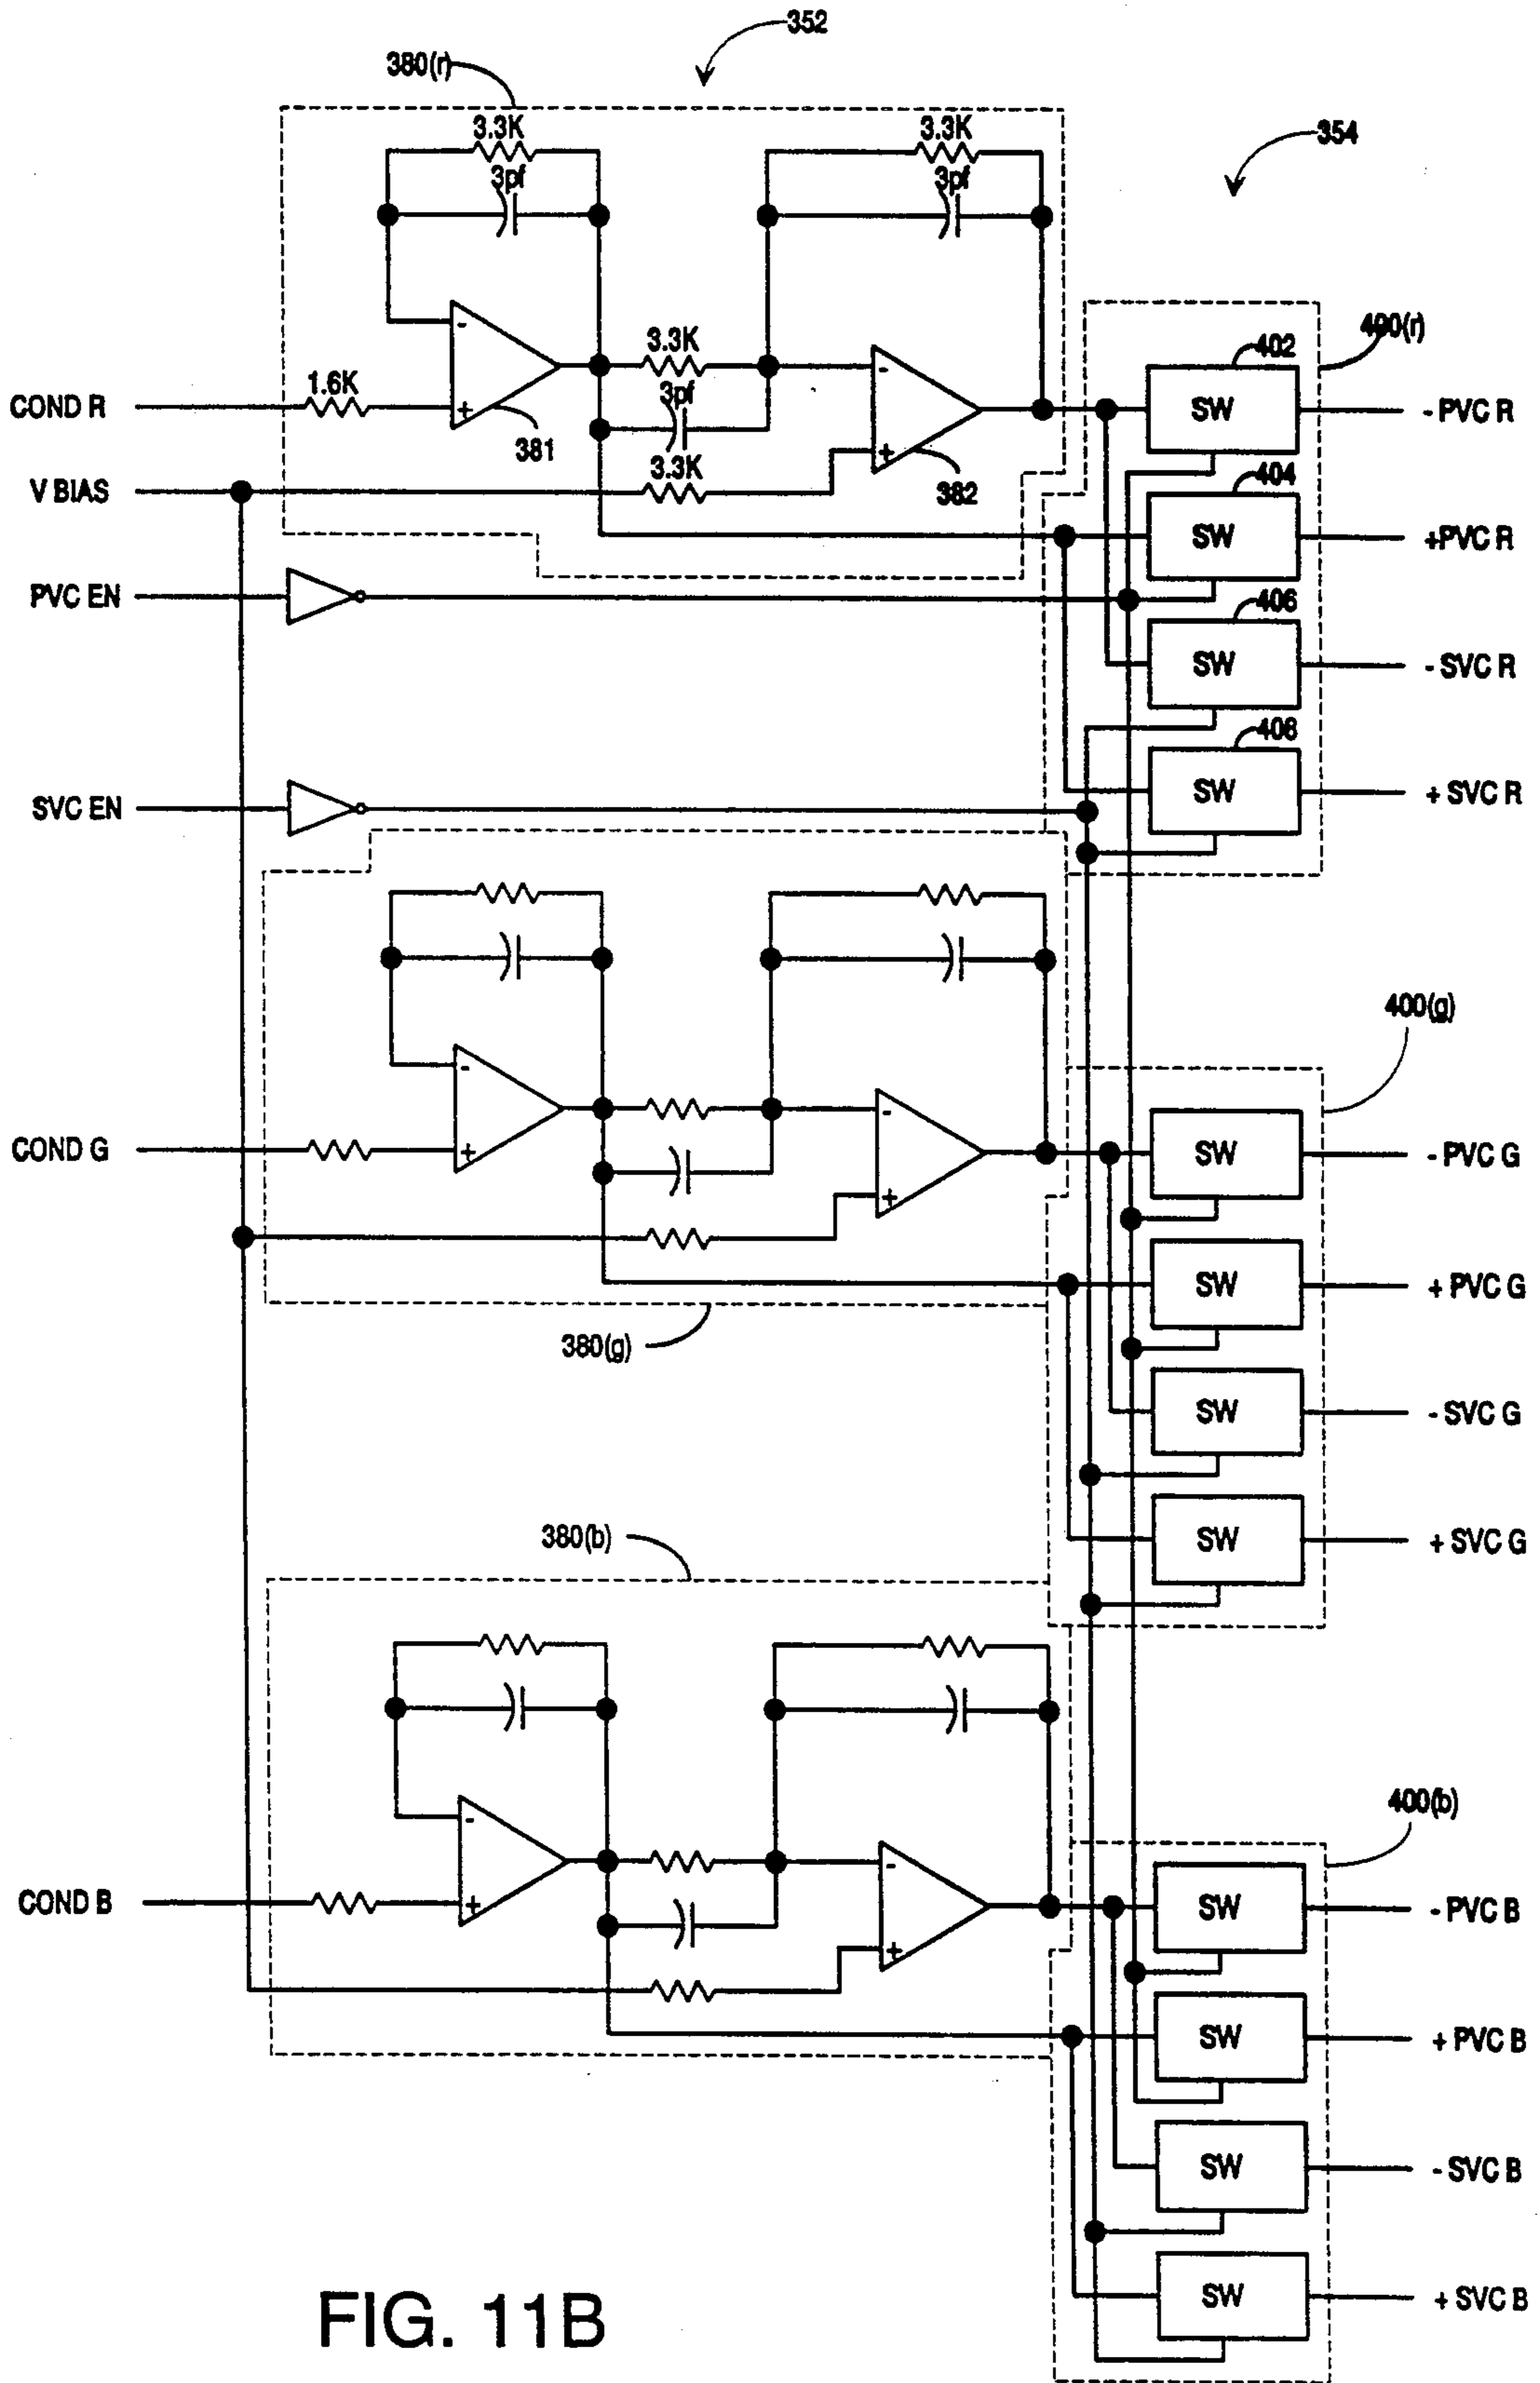 352
380(r)
354
3.3K
3pf
3.3K
3pf
400(r)
402
SW
- PVC R
COND R
1.6K
-
+
381
3.3K
3pf
-
+
382
V BIAS
3.3K
404
SW
+PVC R
PVC EN
406
SW
- SVC R
408
SW
+ SVC R
SVC EN
400(g)
COND G
-
+
-
+
SW
- PVC G
SW
+ PVC G
380(g)
SW
- SVC G
SW
+ SVC G
380(b)
400(b)
COND B
-
+
-
+
SW
- PVC B
SW
+ PVC B
SW
- SVC B
SW
+ SVC B
FIG. 11B